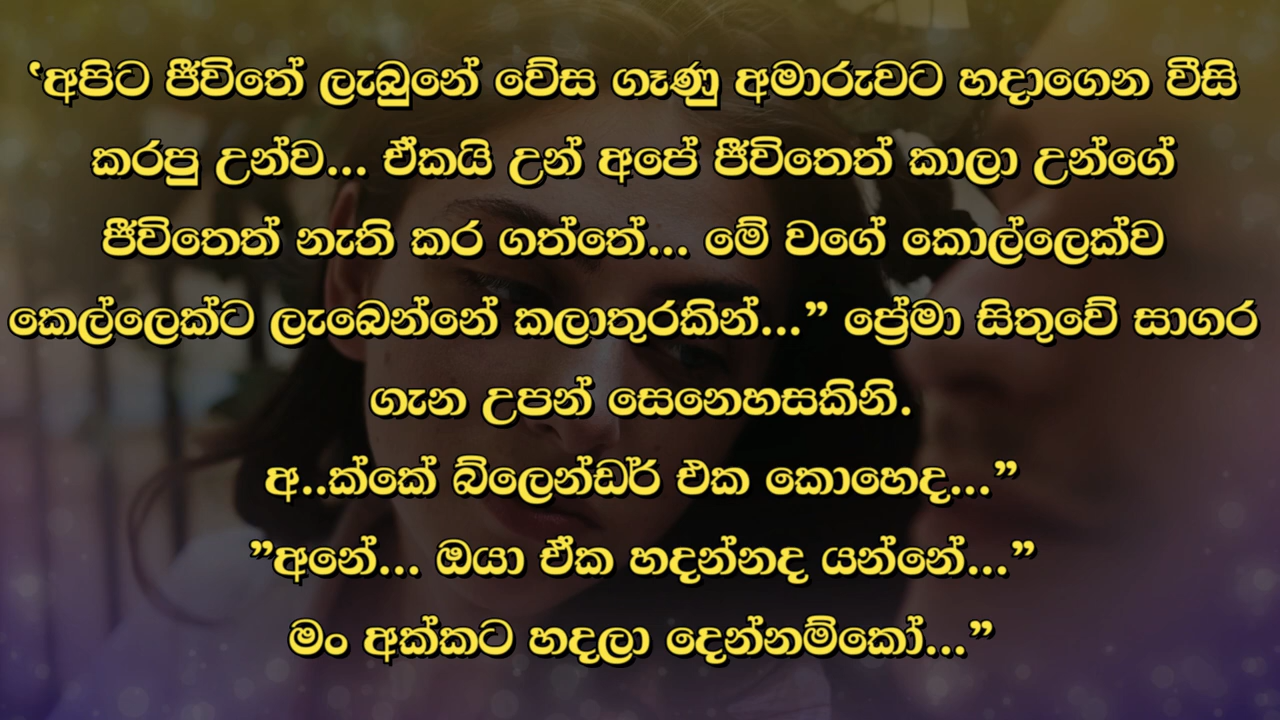 ‛අපිට ජීවිතේ ලැබුනේ වේස ගෑණු අමාරුවට හදාගෙන වීසි
කරපු උන්ව... ඒකයි උන් අපේ ජීවිතෙත් කාලා උන්ගේ
ජීවිතෙත් නැති කර ගත්තේ... මේ වගේ කොල්ලෙක්ව
කෙල්ලෙක්ට ලැබෙන්නේ කලාතුරකින්...” ප්‍රේමා සිතුවේ සාගර
ගැන උපන් සෙනෙහසකිනි.
අ..ක්කේ බ්ලෙන්ඩර් එක කොහෙද...”
”අනේ... ඔයා ඒක හදන්නද යන්නේ...”
මං අක්කට හදලා දෙන්නම්කෝ...”